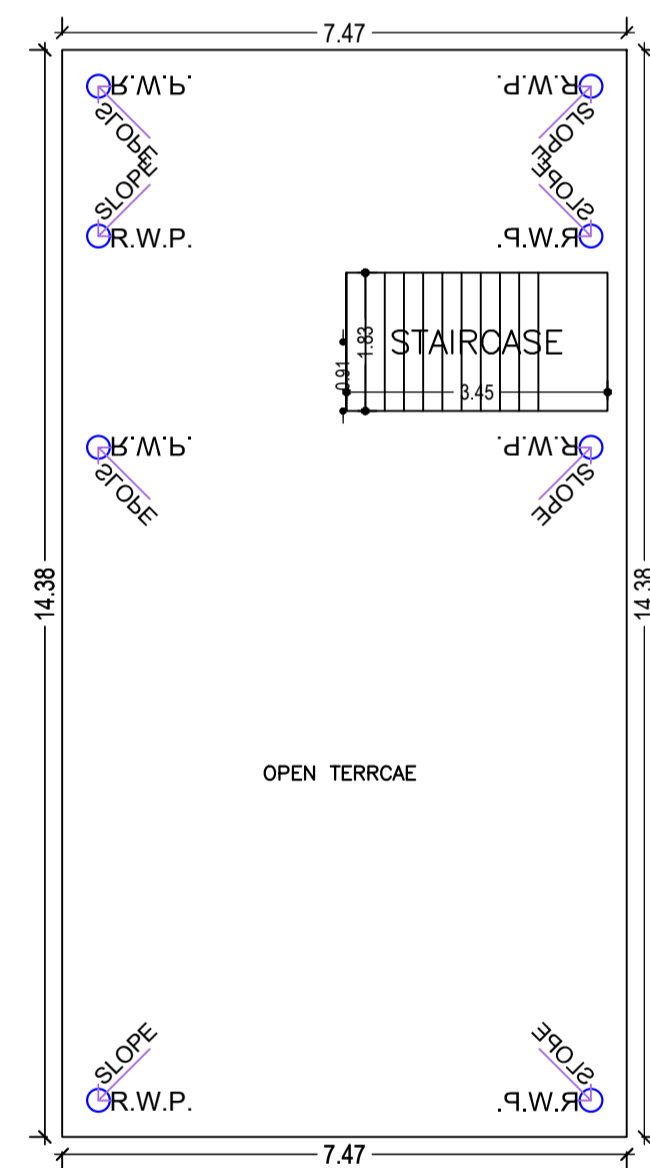 7.47
R.W.P. R.W.P.
SLOPE SLOPE
SLOPE SLOPE
R.W.P. R.W.P.
1.83 STAIRCASE
0.91 3.45
R.W.P. R.W.P.
SLOPE SLOPE
14.38 14.38
OPEN TERRCAE
SLOPE SLOPE
R.W.P. R.W.P.
7.47